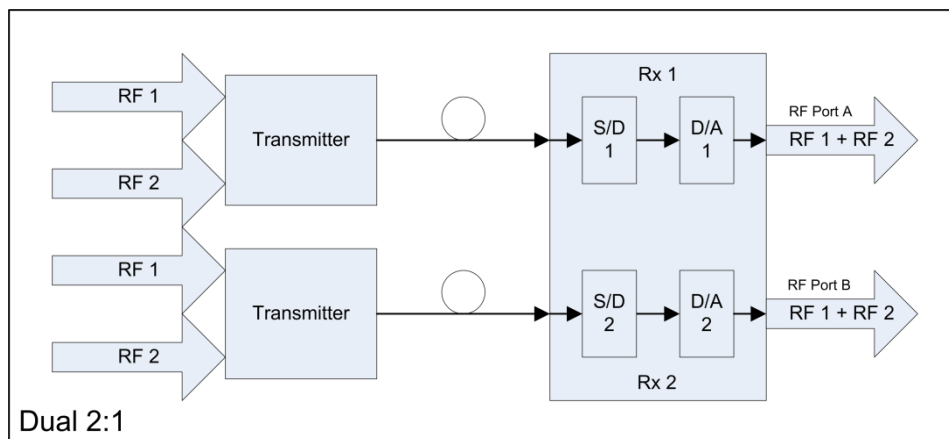 RF 1
RF 2
Transmitter
Rx 1
S/D
1
D/A
1
RF Port A
RF 1 + RF 2
RF 1
RF 2
Transmitter
S/D
2
D/A
2
Rx 2
RF Port B
RF 1 + RF 2
Dual 2:1